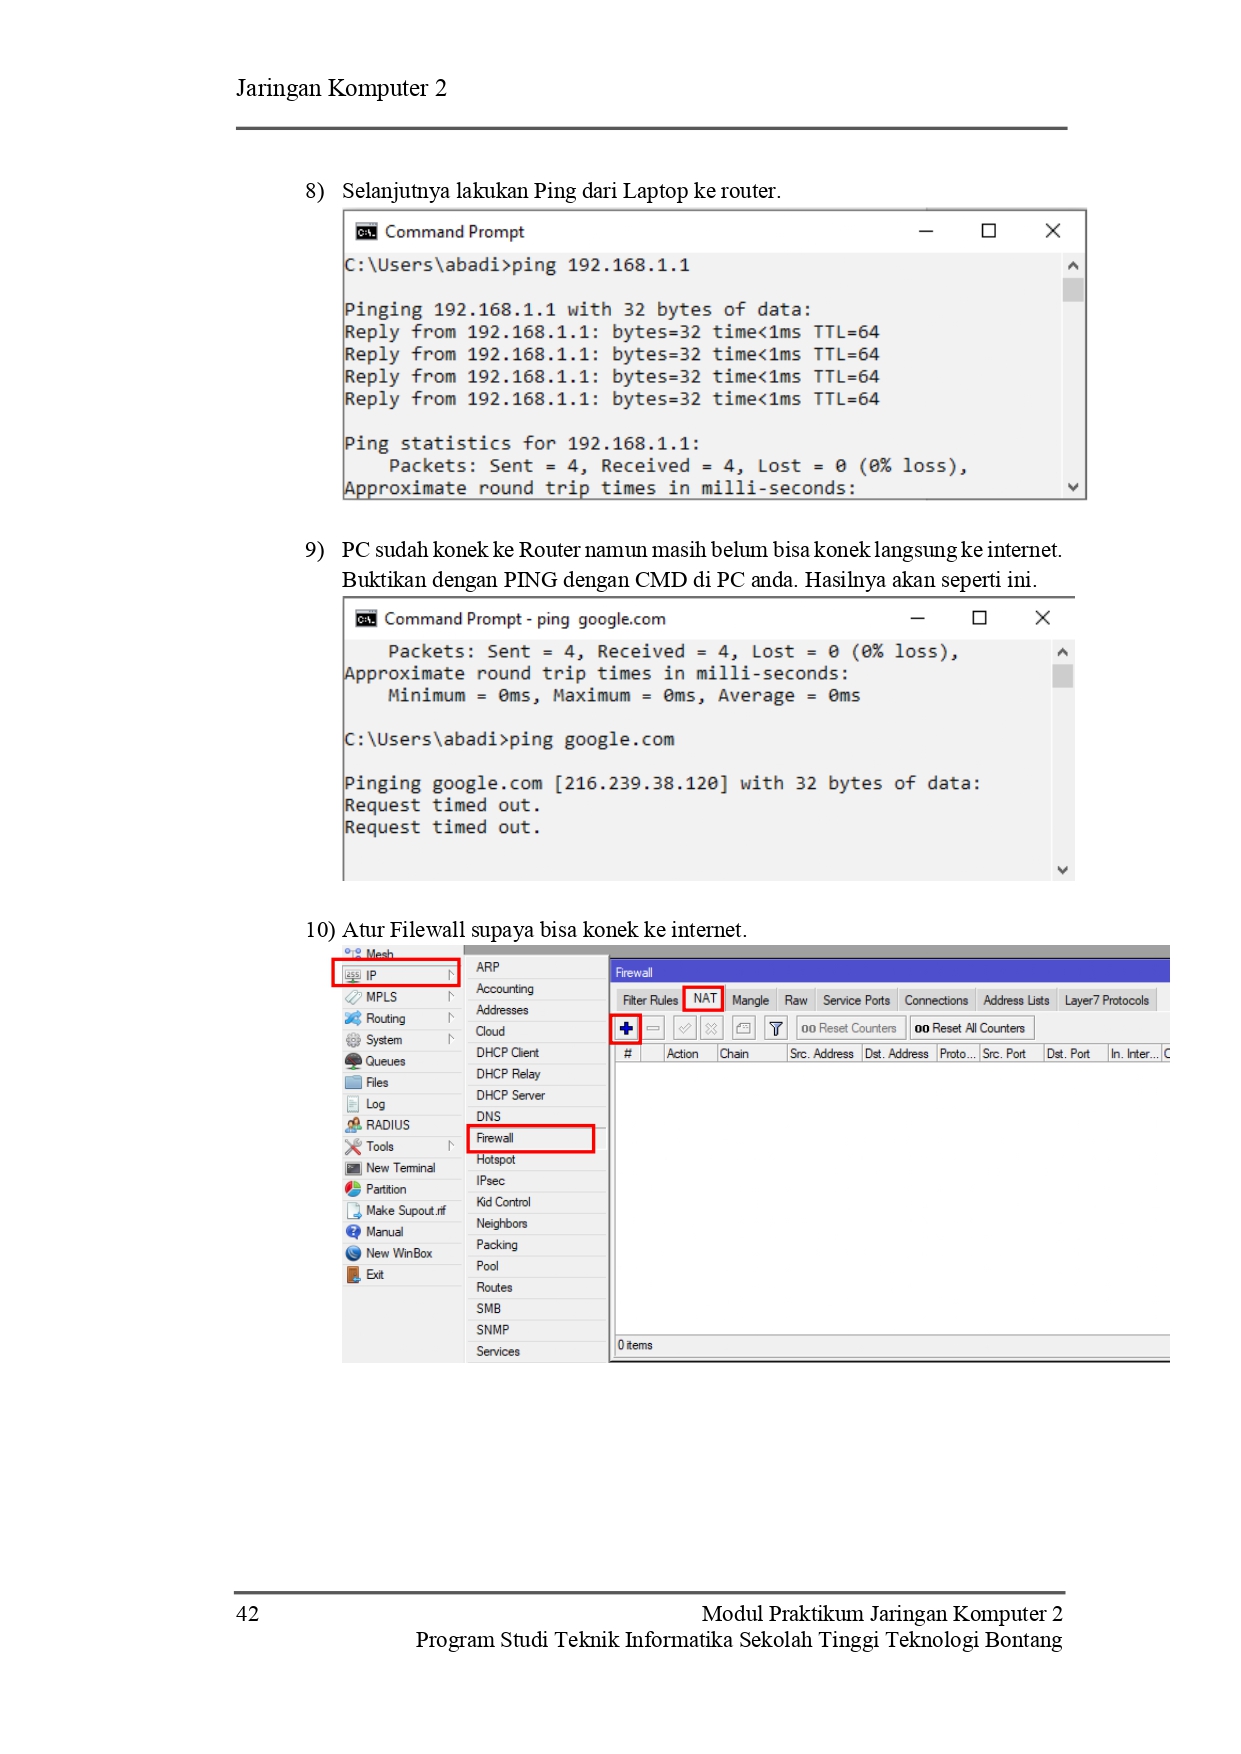 Jaringan Komputer 2
8) Selanjutnya lakukan Ping dari Laptop ke router.
Command Prompt
C:\Users\abadi>ping 192.168.1.1
Pinging 192.168.1.1 with 32 bytes of data:
Reply from 192.168.1.1: bytes=32 time<1ms TTL=64
Reply from 192.168.1.1: bytes=32 time<1ms TTL=64
Reply from 192.168.1.1: bytes=32 time<1ms TTL=64
Reply from 192.168.1.1: bytes=32 time<1ms TTL=64
Ping statistics for 192.168.1.1:
Packets: Sent = 4, Received = 4, Lost = 0 (0% loss),
Approximate round trip times in milli-seconds:
9) PC sudah konek ke Router namun masih belum bisa konek langsung ke internet.
Buktikan dengan PING dengan CMD di PC anda. Hasilnya akan seperti ini.
Command Prompt - ping google.com
Packets: Sent = 4, Received = 4, Lost = 0 (0% loss),
Approximate round trip times in milli-seconds:
Minimum = 0ms, Maximum = 0ms, Average = 0ms
C:\Users\abadi>ping google.com
Pinging google.com [216.239.38.120] with 32 bytes of data:
Request timed out.
Request timed out.
10) Atur Filewall supaya bisa konek ke internet.
Mesh
IP
MPLS
Routing
System
Queues
Files
Log
RADIUS
Tools
New Terminal
Partition
Make Supout.rif
Manual
New WinBox
Exit
ARP
Accounting
Addresses
Cloud
DHCP Client
DHCP Relay
DHCP Server
DNS
Firewall
Hotspot
IPsec
Kid Control
Neighbors
Packing
Pool
Routes
SMB
SNMP
Services
Firewall
Filter Rules NAT Mangle Raw Service Ports Connections Address Lists Layer7 Protocols
00 Reset Counters 00 Reset All Counters
# Action Chain Src. Address Dst. Address Proto... Src. Port Dst. Port In. Inter...
0 items
42 Modul Praktikum Jaringan Komputer 2
Program Studi Teknik Informatika Sekolah Tinggi Teknologi Bontang